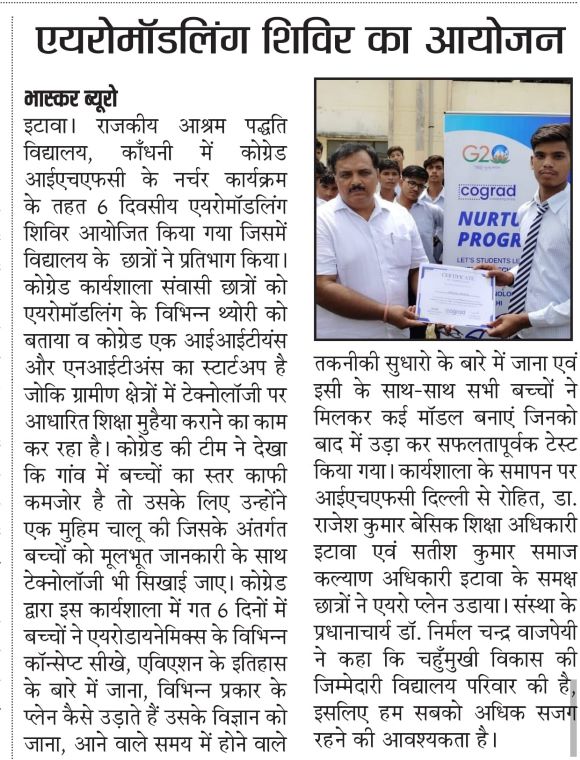 एयरोमॉडलिंग शिविर का आयोजन
भास्कर ब्यूरो
इटावा। राजकीय आश्रम पद्धति
विद्यालय, काँधनी में कोग्रेड
आईएचएफसी के नर्चर कार्यक्रम
के तहत 6 दिवसीय एयरोमॉडलिंग
शिविर आयोजित किया गया जिसमें
विद्यालय के छात्रों ने प्रतिभाग किया।
कोग्रेड कार्यशाला संवासी छात्रों को
एयरोमॉडलिंग के विभिन्न थ्योरी को
बताया व कोग्रेड एक आईआईटीयंस
और एनआईटीअंस का स्टार्टअप है
जोकि ग्रामीण क्षेत्रों में टेक्नोलॉजी पर
आधारित शिक्षा मुहैया कराने का काम
कर रहा है। कोग्रेड की टीम ने देखा
कि गांव में बच्चों का स्तर काफी
कमजोर है तो उसके लिए उन्होंने
एक मुहिम चालू की जिसके अंतर्गत
बच्चों को मूलभूत जानकारी के साथ
टेक्नोलॉजी भी सिखाई जाए। कोग्रेड
द्वारा इस कार्यशाला में गत 6 दिनों में
बच्चों ने एयरोडायनेमिक्स के विभिन्न
कॉन्सेप्ट सीखे, एविएशन के इतिहास
के बारे में जाना, विभिन्न प्रकार के
प्लेन कैसे उड़ाते हैं उसके विज्ञान को
जाना, आने वाले समय में होने वाले
G20
cograd
NURTU
PROGR
LET'S STUDENTS
CERTIFICATE
cograd
तकनीकी सुधारो के बारे में जाना एवं
इसी के साथ-साथ सभी बच्चों ने
मिलकर कई मॉडल बनाएं जिनको
बाद में उड़ा कर सफलतापूर्वक टेस्ट
किया गया। कार्यशाला के समापन पर
आईएचएफसी दिल्ली से रोहित, डा.
राजेश कुमार बेसिक शिक्षा अधिकारी
इटावा एवं सतीश कुमार समाज
कल्याण अधिकारी इटावा के समक्ष
छात्रों ने एयरो प्लेन उडाया। संस्था के
प्रधानाचार्य डॉ. निर्मल चन्द्र वाजपेयी
ने कहा कि चहुँमुखी विकास की
जिम्मेदारी विद्यालय परिवार की है,
इसलिए हम सबको अधिक सजग
रहने की आवश्यकता है।